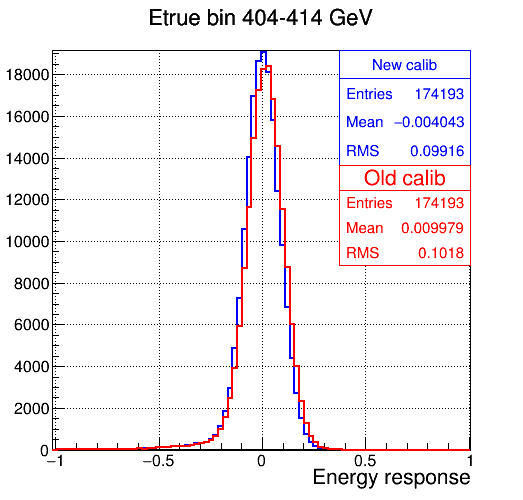 Etrue bin 404-414 GeV
New calib
Entries 174193
Mean −0.004043
RMS 0.09916
Old calib
Entries 174193
Mean 0.009979
RMS 0.1018
18000
16000
14000
12000
10000
8000
6000
4000
2000
0
−1 −0.5 0 0.5 1
Energy response